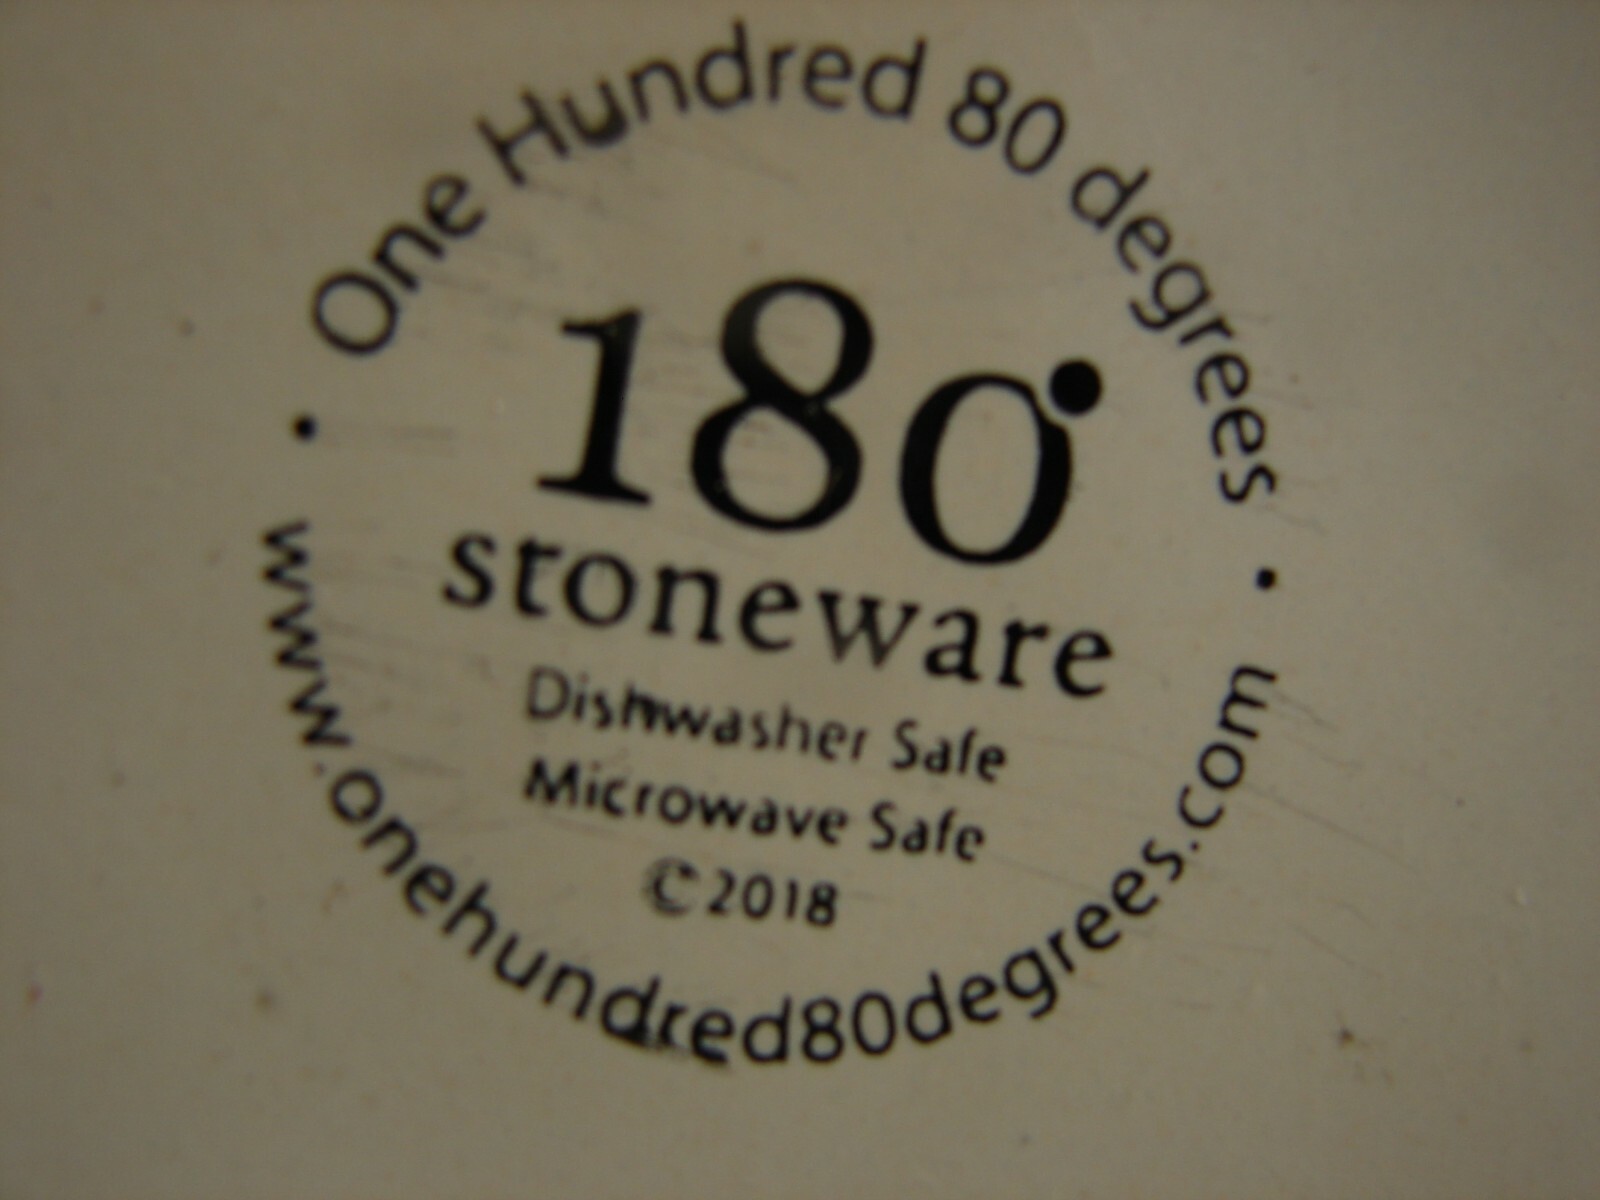 • One Hundred 80 degrees •
180°
stoneware
Dishwasher Safe
Microwave Safe
©2018
www.onehundred80degrees.com